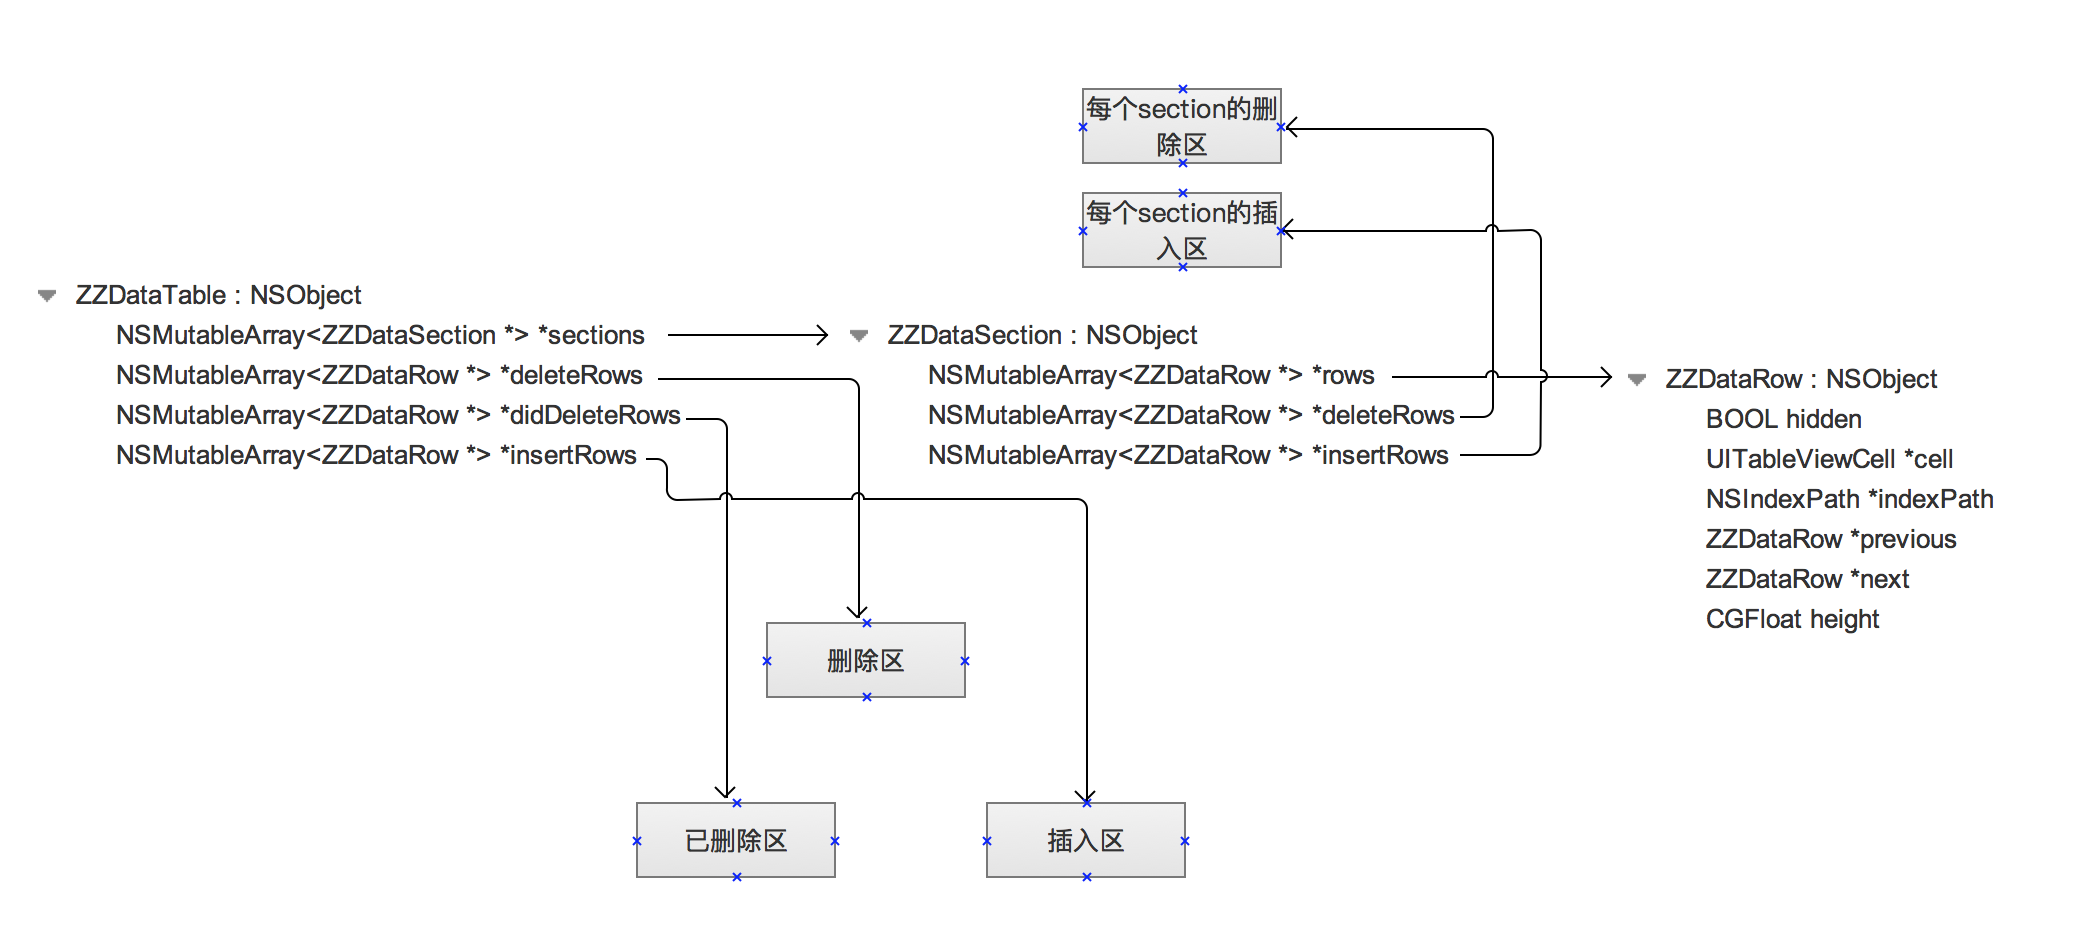 每个section的删
除区
每个section的插
入区
ZZDataTable : NSObject
NSMutableArray<ZZDataSection *> *sections
NSMutableArray<ZZDataRow *> *deleteRows
NSMutableArray<ZZDataRow *> *didDeleteRows
NSMutableArray<ZZDataRow *> *insertRows
ZZDataSection : NSObject
NSMutableArray<ZZDataRow *> *rows
NSMutableArray<ZZDataRow *> *deleteRows
NSMutableArray<ZZDataRow *> *insertRows
ZZDataRow : NSObject
BOOL hidden
UITableViewCell *cell
NSIndexPath *indexPath
ZZDataRow *previous
ZZDataRow *next
CGFloat height
删除区
已删除区
插入区